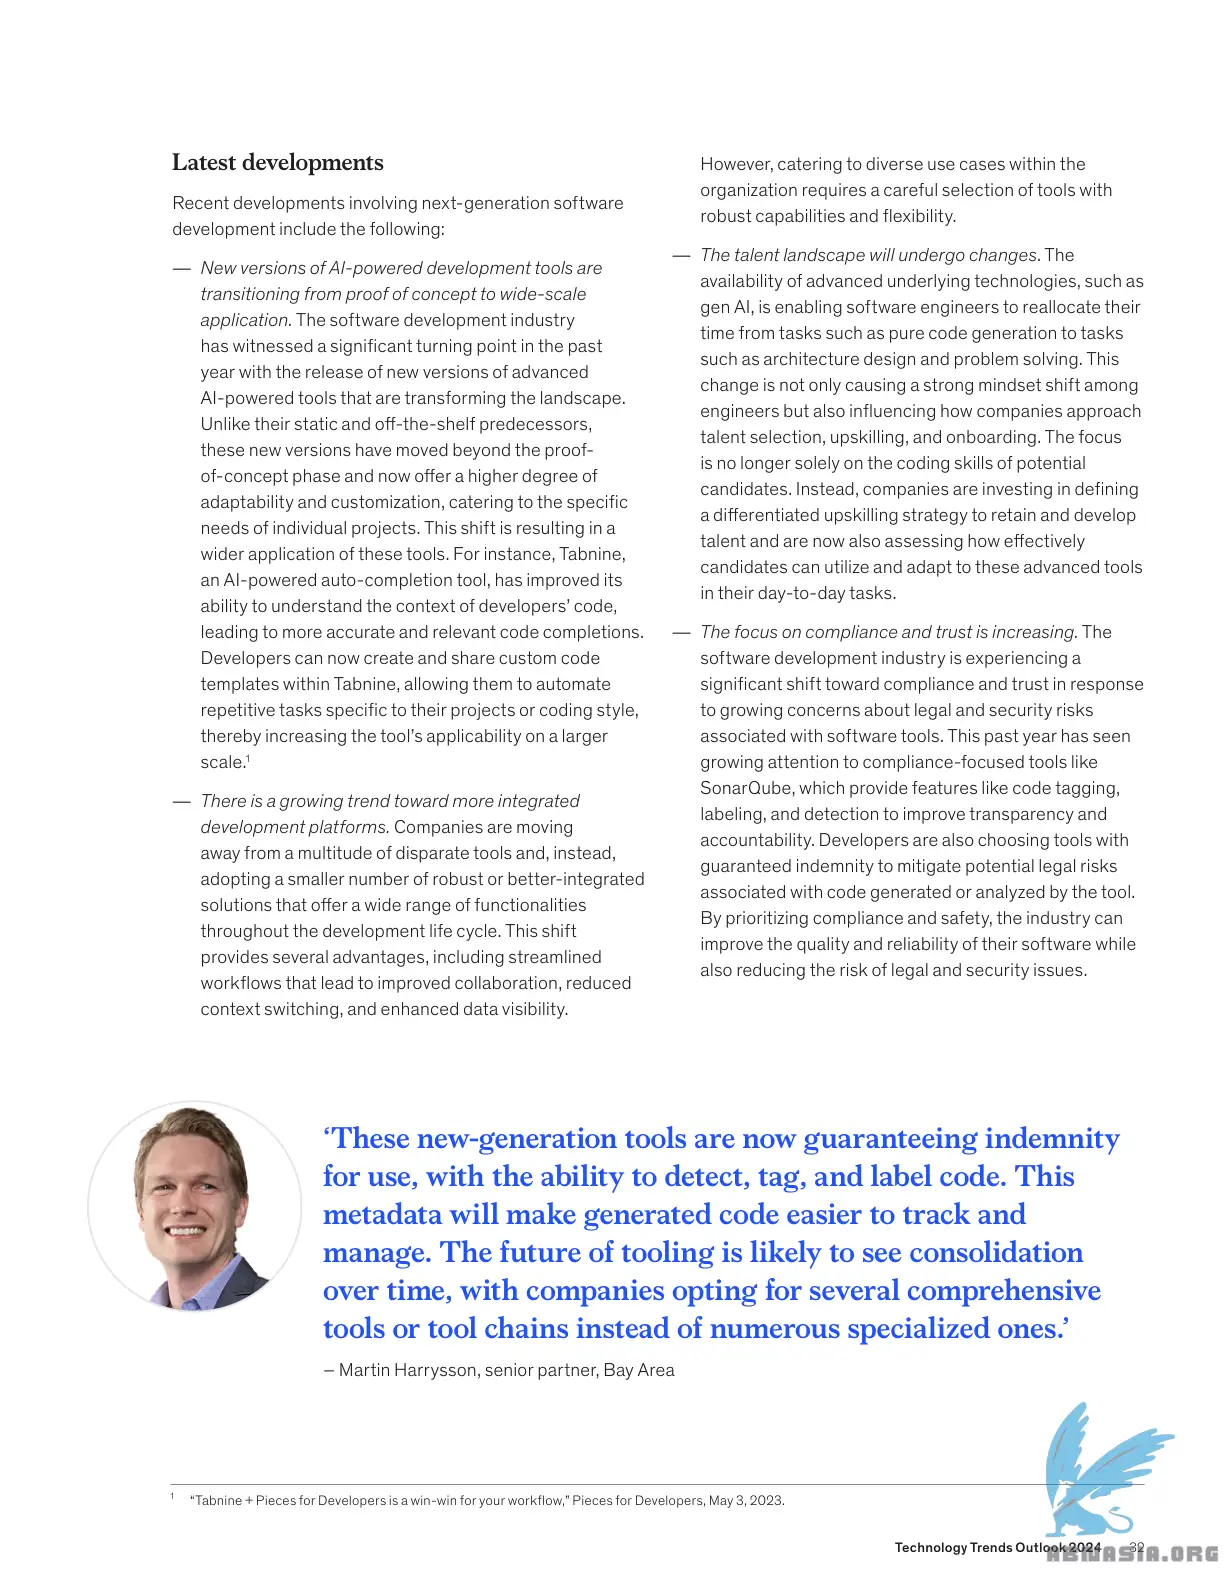 Latest developments
Recent developments involving next-generation software
development include the following:
— New versions of AI-powered development tools are
transitioning from proof of concept to wide-scale
application. The software development industry
has witnessed a significant turning point in the past
year with the release of new versions of advanced
AI-powered tools that are transforming the landscape.
Unlike their static and off-the-shelf predecessors,
these new versions have moved beyond the proof-
of-concept phase and now offer a higher degree of
adaptability and customization, catering to the specific
needs of individual projects. This shift is resulting in a
wider application of these tools. For instance, Tabnine,
an AI-powered auto-completion tool, has improved its
ability to understand the context of developers’ code,
leading to more accurate and relevant code completions.
Developers can now create and share custom code
templates within Tabnine, allowing them to automate
repetitive tasks specific to their projects or coding style,
thereby increasing the tool’s applicability on a larger
scale.¹
— There is a growing trend toward more integrated
development platforms. Companies are moving
away from a multitude of disparate tools and, instead,
adopting a smaller number of robust or better-integrated
solutions that offer a wide range of functionalities
throughout the development life cycle. This shift
provides several advantages, including streamlined
workflows that lead to improved collaboration, reduced
context switching, and enhanced data visibility.
However, catering to diverse use cases within the
organization requires a careful selection of tools with
robust capabilities and flexibility.
— The talent landscape will undergo changes. The
availability of advanced underlying technologies, such as
gen AI, is enabling software engineers to reallocate their
time from tasks such as pure code generation to tasks
such as architecture design and problem solving. This
change is not only causing a strong mindset shift among
engineers but also influencing how companies approach
talent selection, upskilling, and onboarding. The focus
is no longer solely on the coding skills of potential
candidates. Instead, companies are investing in defining
a differentiated upskilling strategy to retain and develop
talent and are now also assessing how effectively
candidates can utilize and adapt to these advanced tools
in their day-to-day tasks.
— The focus on compliance and trust is increasing. The
software development industry is experiencing a
significant shift toward compliance and trust in response
to growing concerns about legal and security risks
associated with software tools. This past year has seen
growing attention to compliance-focused tools like
SonarQube, which provide features like code tagging,
labeling, and detection to improve transparency and
accountability. Developers are also choosing tools with
guaranteed indemnity to mitigate potential legal risks
associated with code generated or analyzed by the tool.
By prioritizing compliance and safety, the industry can
improve the quality and reliability of their software while
also reducing the risk of legal and security issues.
‘These new-generation tools are now guaranteeing indemnity
for use, with the ability to detect, tag, and label code. This
metadata will make generated code easier to track and
manage. The future of tooling is likely to see consolidation
over time, with companies opting for several comprehensive
tools or tool chains instead of numerous specialized ones.’
– Martin Harrysson, senior partner, Bay Area
¹ “Tabnine + Pieces for Developers is a win-win for your workflow,” Pieces for Developers, May 3, 2023.
Technology Trends Outlook 2024 32
ABWASIA.ORG